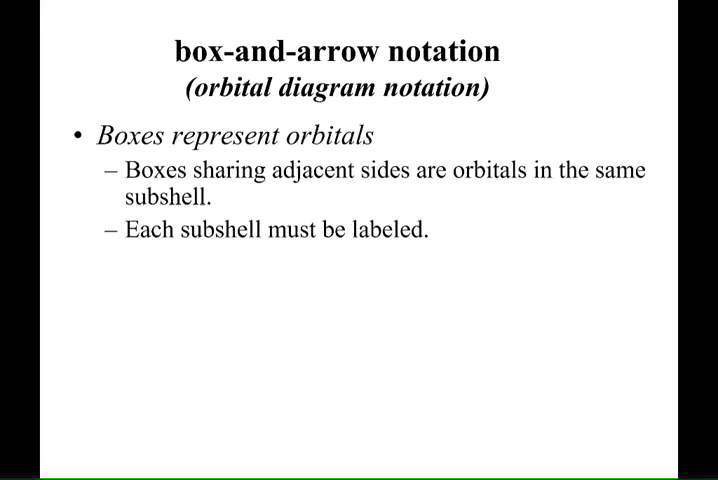 box-and-arrow notation
(orbital diagram notation)
• Boxes represent orbitals
– Boxes sharing adjacent sides are orbitals in the same
subshell.
– Each subshell must be labeled.